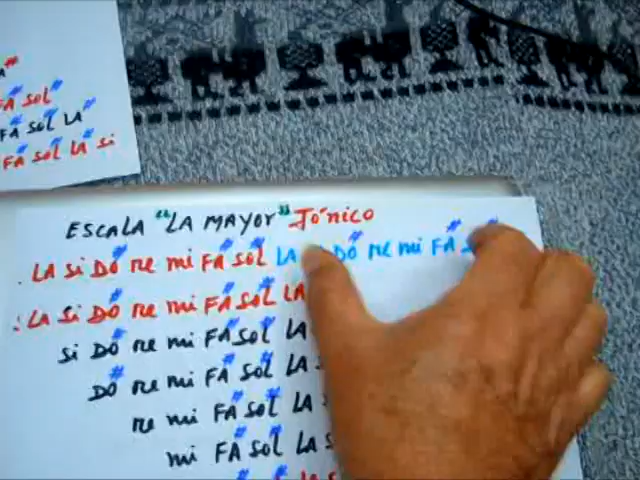 A#
FA# SOL#
FA# SOL# LA#
FA# SOL# LA# Si
ESCALA "LA MAYOR" TÓNICO
. LA Si DO# Re mi FA# SOL# LA DO# Re mi FA#
: LA Si DO# Re mi FA# SOL# LA
Si DO# Re mi FA# SOL# LA
DO# Re mi FA# SOL# LA
Re mi FA# SOL# LA
mi FA# SOL# LA